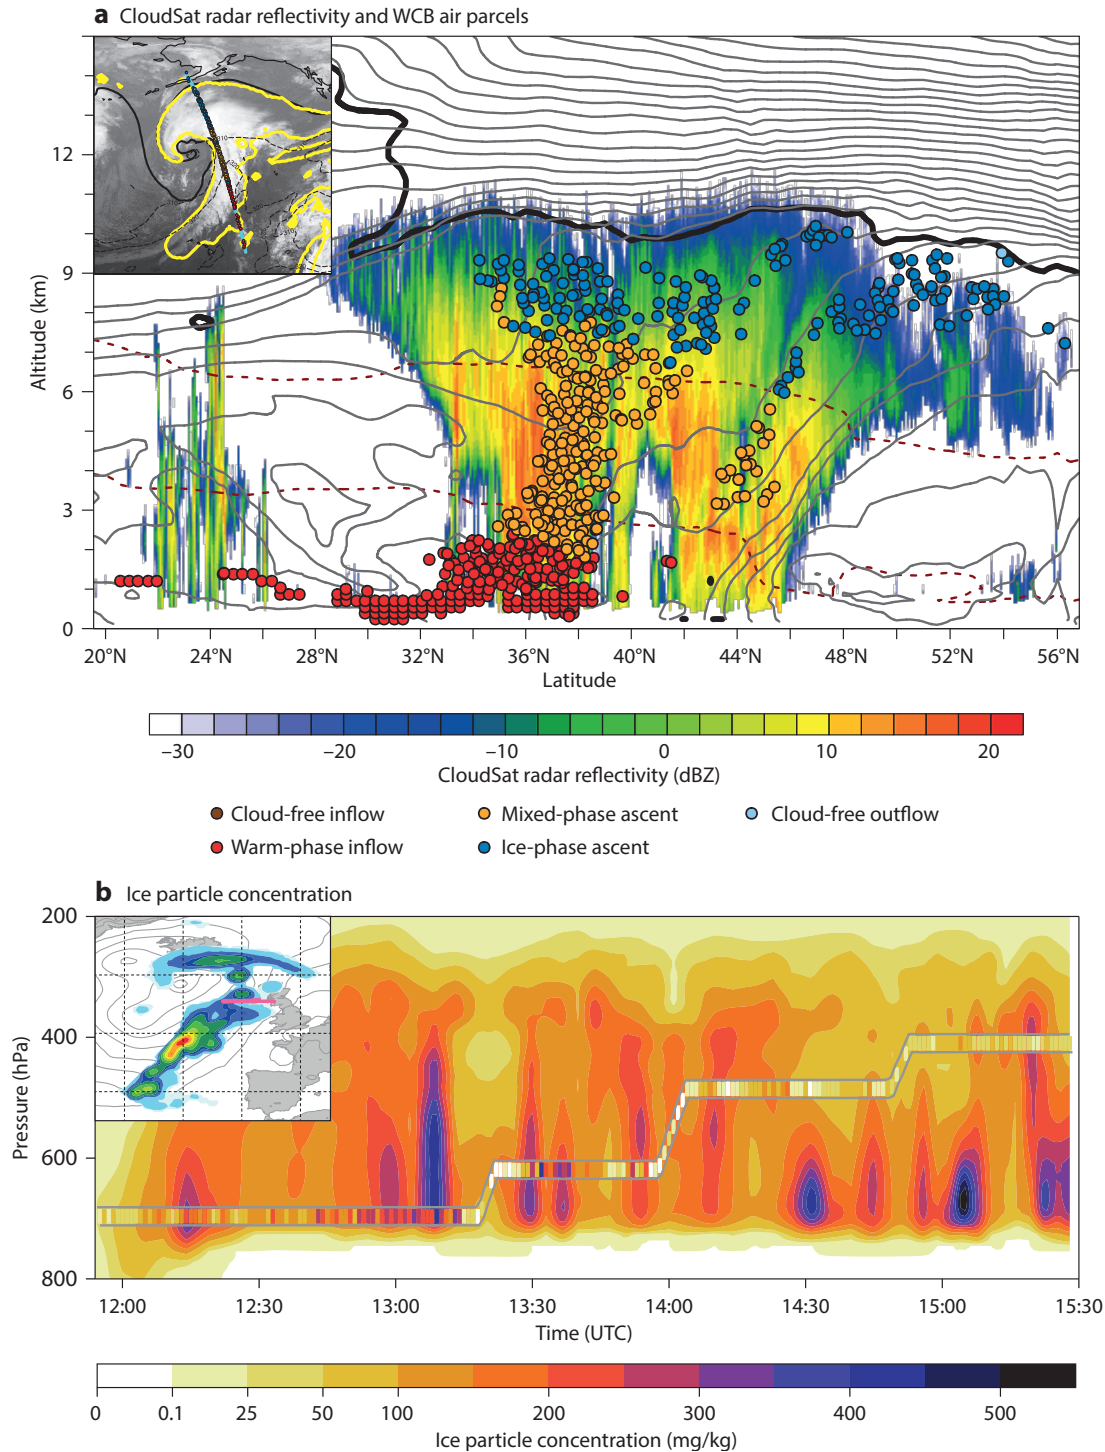 a CloudSat radar reflectivity and WCB air parcels
12
9
6
3
0
Altitude (km)
20°N 24°N 28°N 32°N 36°N 40°N 44°N 48°N 52°N 56°N
Latitude
–30 –20 –10 0 10 20
CloudSat radar reflectivity (dBZ)
Cloud-free inflow Mixed-phase ascent Cloud-free outflow
Warm-phase inflow Ice-phase ascent
b Ice particle concentration
200
400
600
800
Pressure (hPa)
12:00 12:30 13:00 13:30 14:00 14:30 15:00 15:30
Time (UTC)
0 0.1 25 50 100 200 300 400 500
Ice particle concentration (mg/kg)